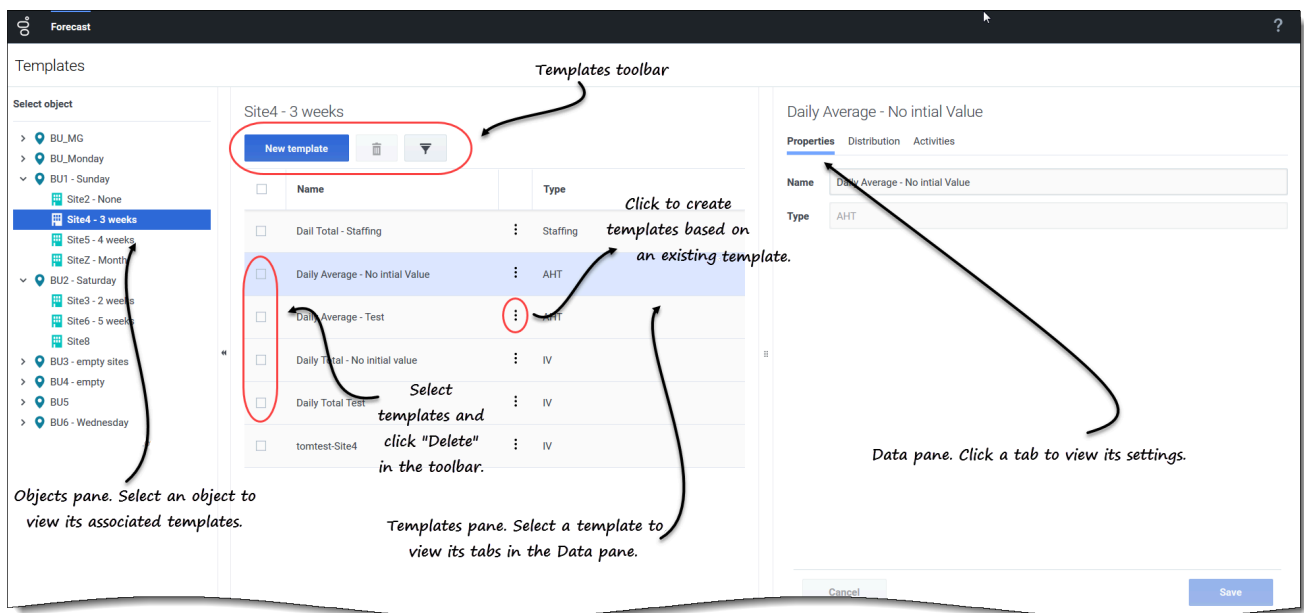 Forecast
?
Templates
Templates toolbar
Select object
BU_MG
BU_Monday
BU1 - Sunday
Site2 - None
Site4 - 3 weeks
Site5 - 4 weeks
SiteZ - Month
BU2 - Saturday
Site3 - 2 weeks
Site6 - 5 weeks
Site8
BU3 - empty sites
BU4 - empty
BU5
BU6 - Wednesday
Objects pane. Select an object to
view its associated templates.
Site4 - 3 weeks
New template
Name Type
Dail Total - Staffing Staffing
Daily Average - No intial Value AHT
Daily Average - Test AHT
Daily Total - No initial value IV
Daily Total Test IV
tomtest-Site4 IV
Click to create
templates based on
an existing template.
Select
templates and
click "Delete"
in the toolbar.
Templates pane. Select a template to
view its tabs in the Data pane.
Daily Average - No intial Value
Properties Distribution Activities
Name Daily Average - No intial Value
Type AHT
Data pane. Click a tab to view its settings.
Cancel Save